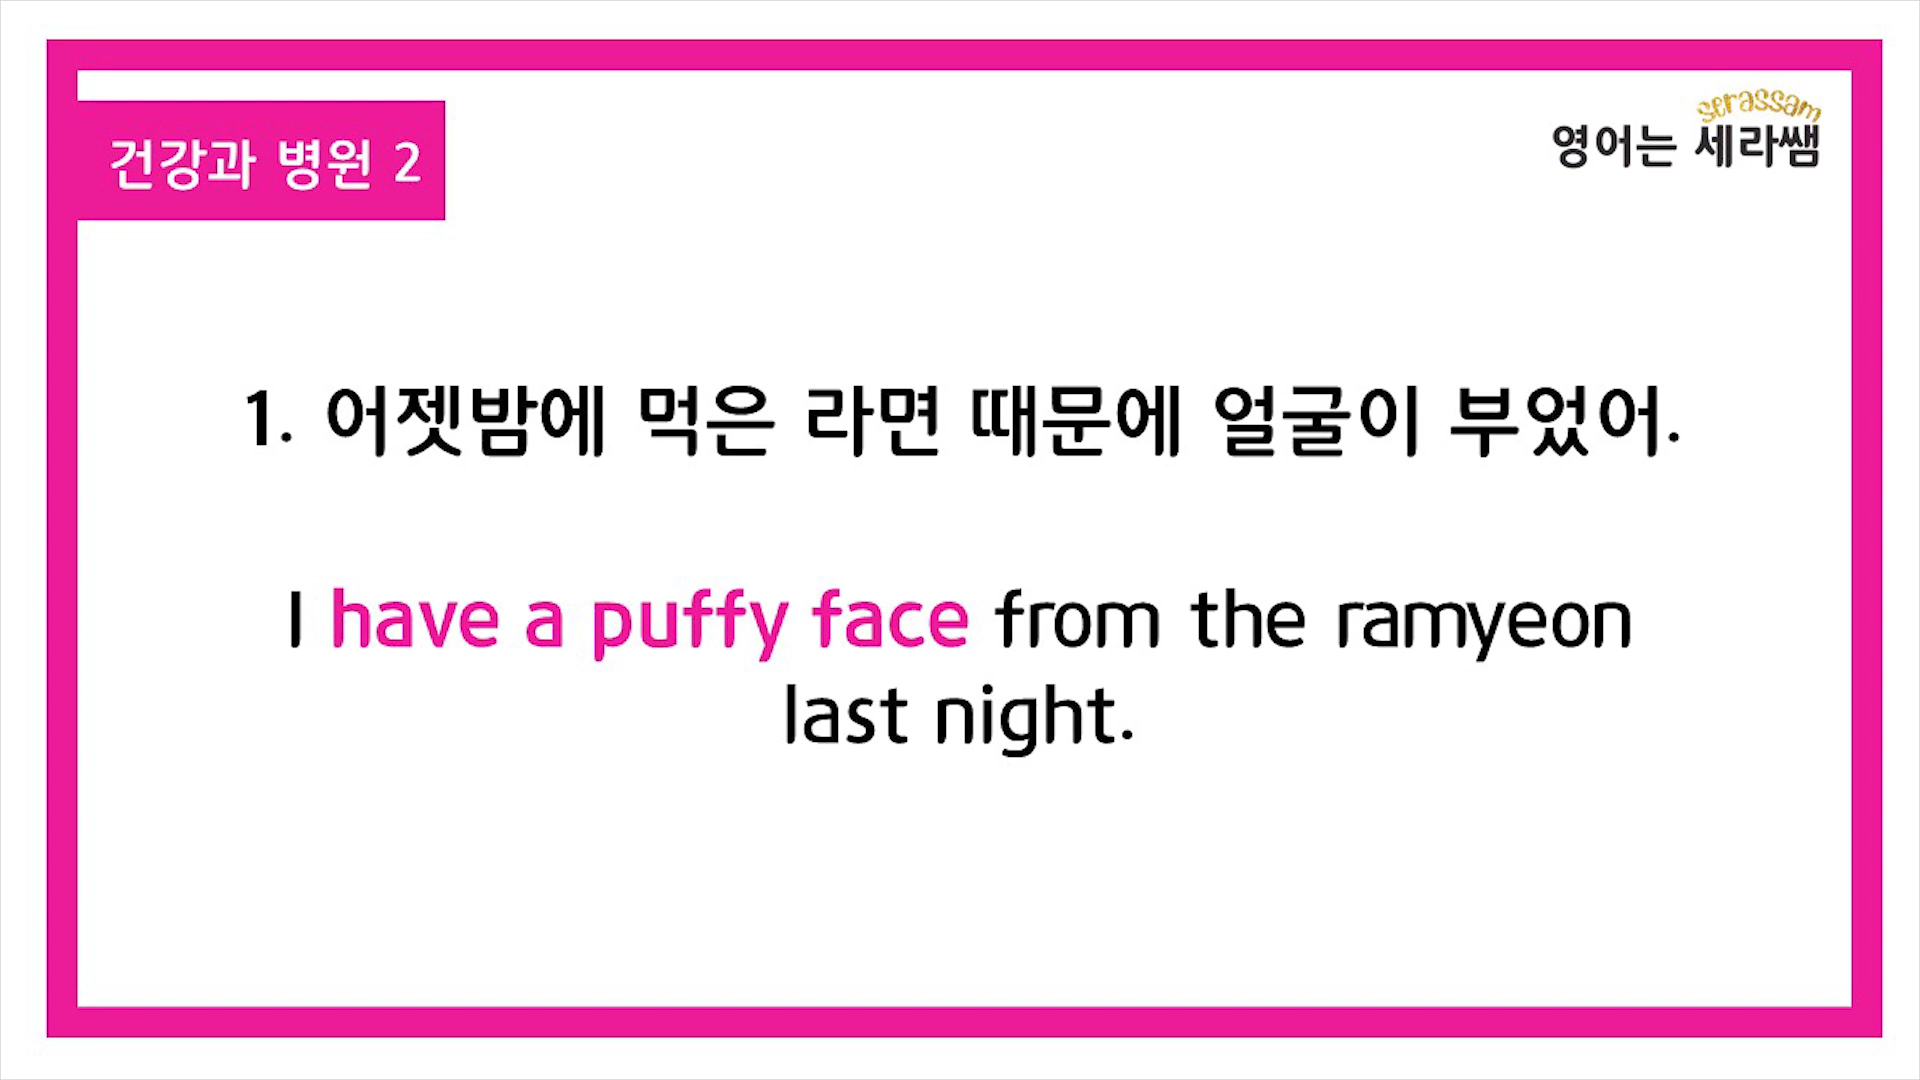 건강과 병원 2
serassam
영어는 세라쌤
1. 어젯밤에 먹은 라면 때문에 얼굴이 부었어.
I have a puffy face from the ramyeon
last night.